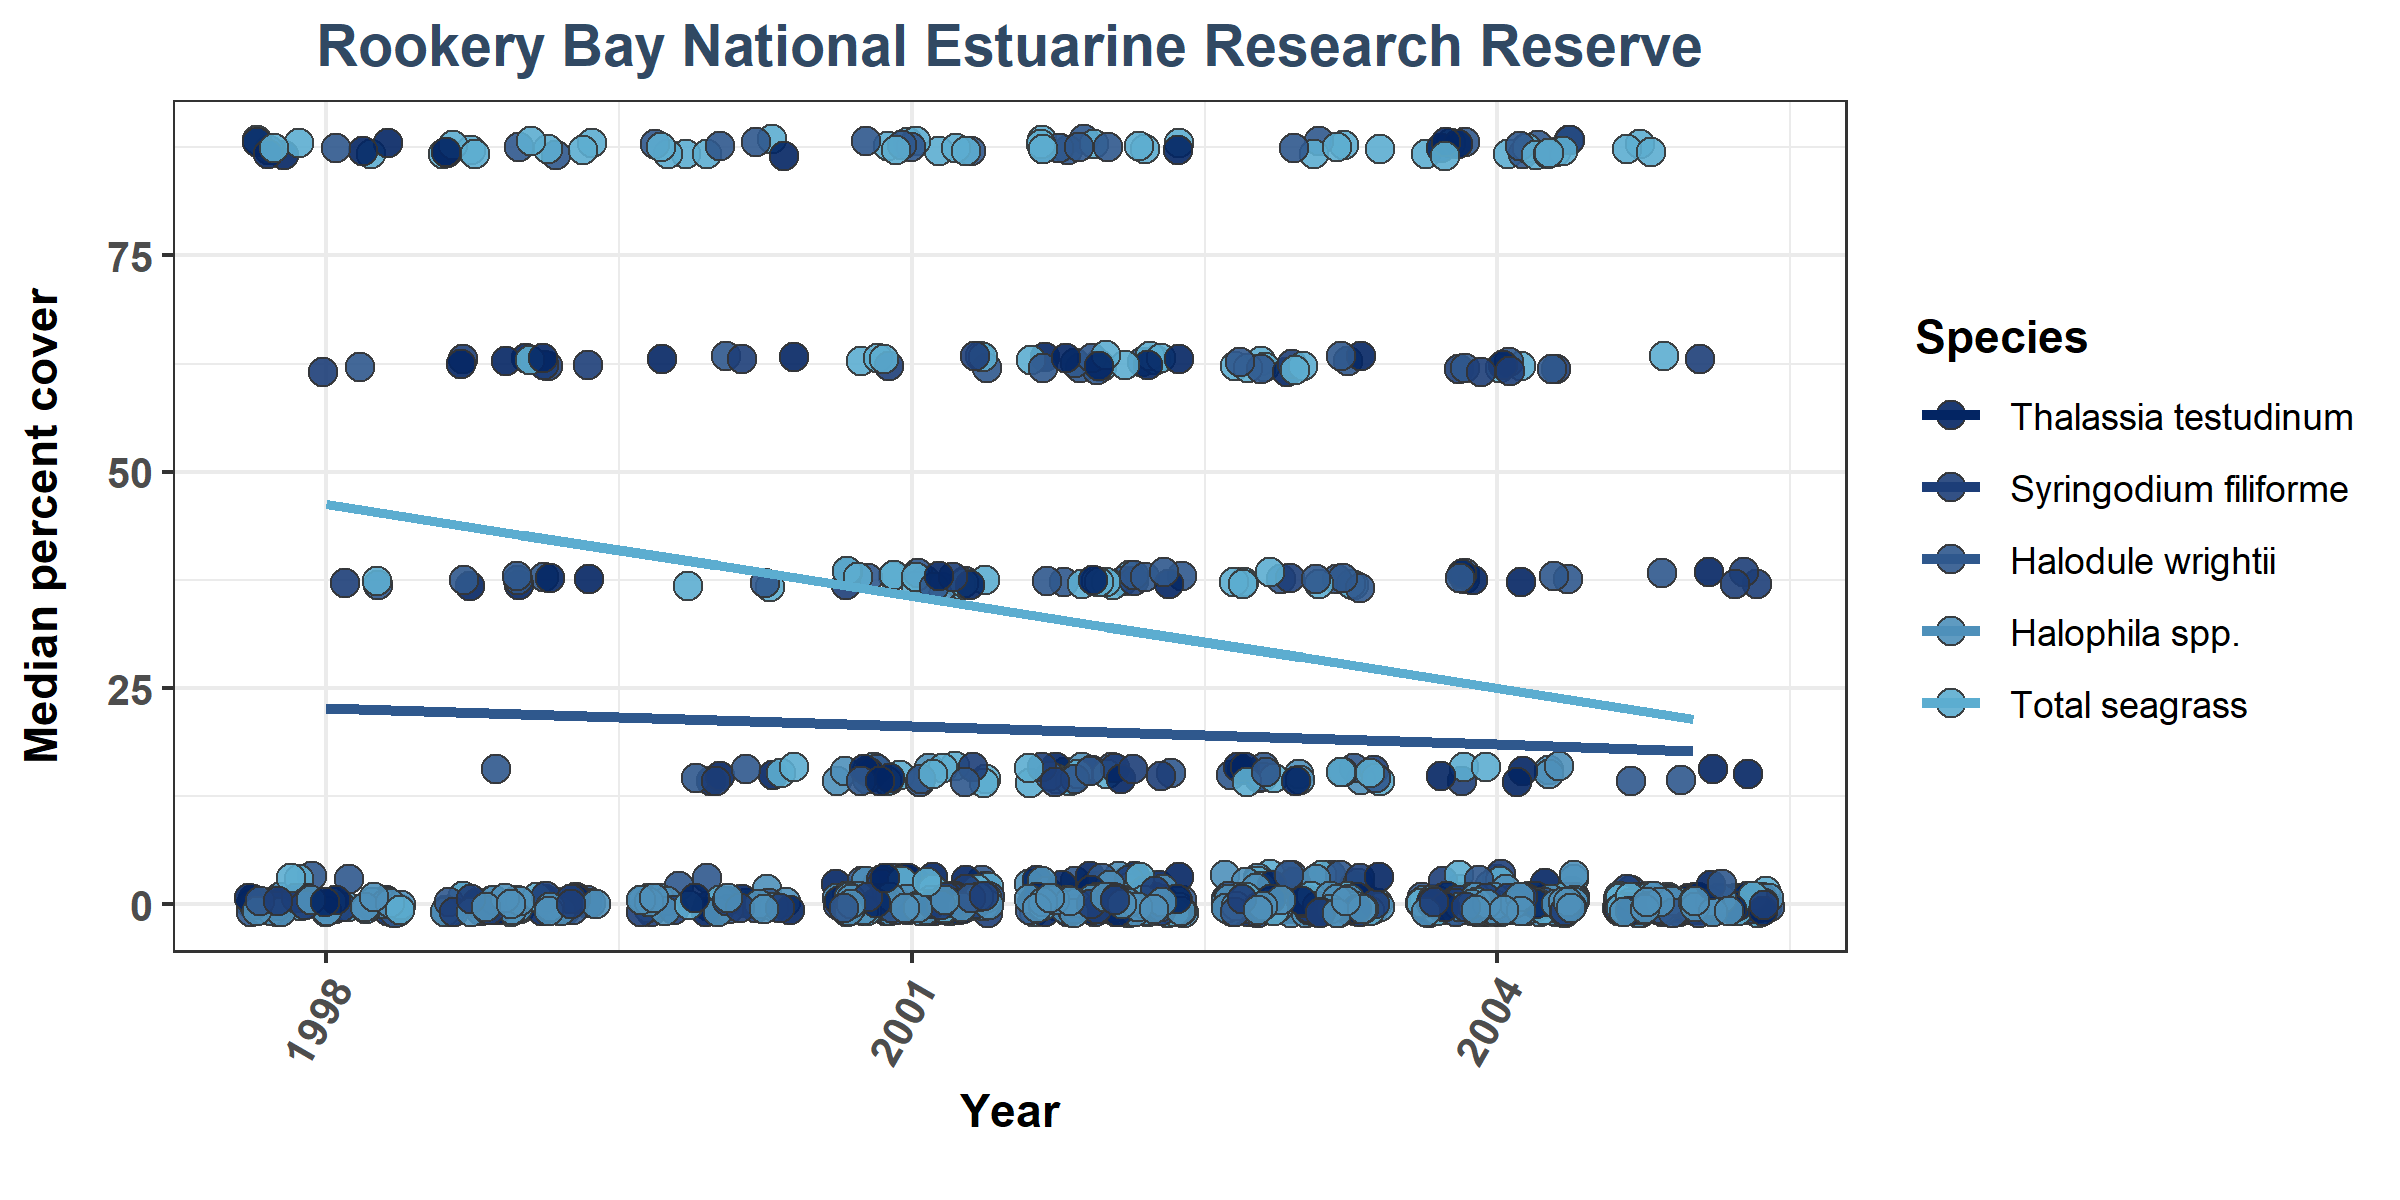 Rookery Bay National Estuarine Research Reserve
Median percent cover
75
50
25
0
1998
2001
2004
Year
Species
Thalassia testudinum
Syringodium filiforme
Halodule wrightii
Halophila spp.
Total seagrass